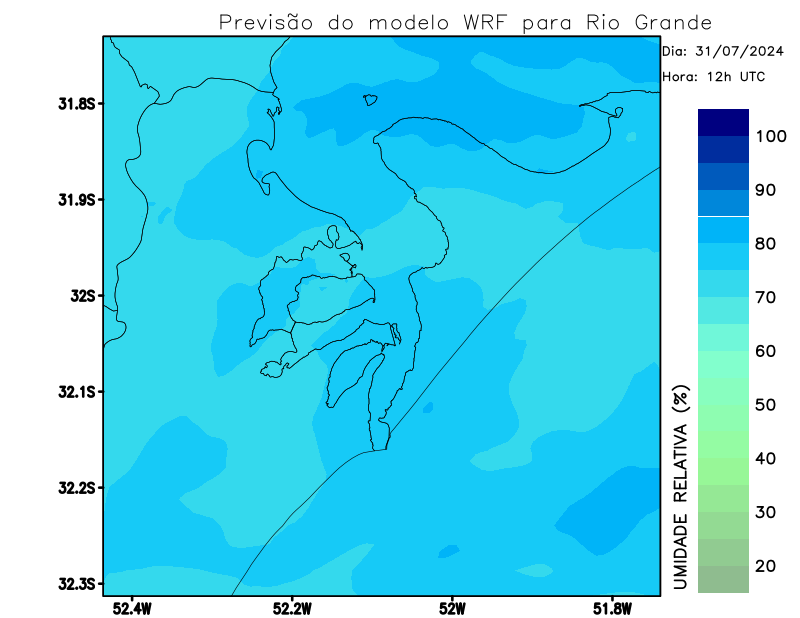 Previsão do modelo WRF para Rio Grande
Dia: 31/07/2024
Hora: 12h UTC
31.8S
31.9S
32S
32.1S
32.2S
32.3S
52.4W
52.2W
52W
51.8W
100
90
80
70
60
50
40
30
20
UMIDADE RELATIVA (%)